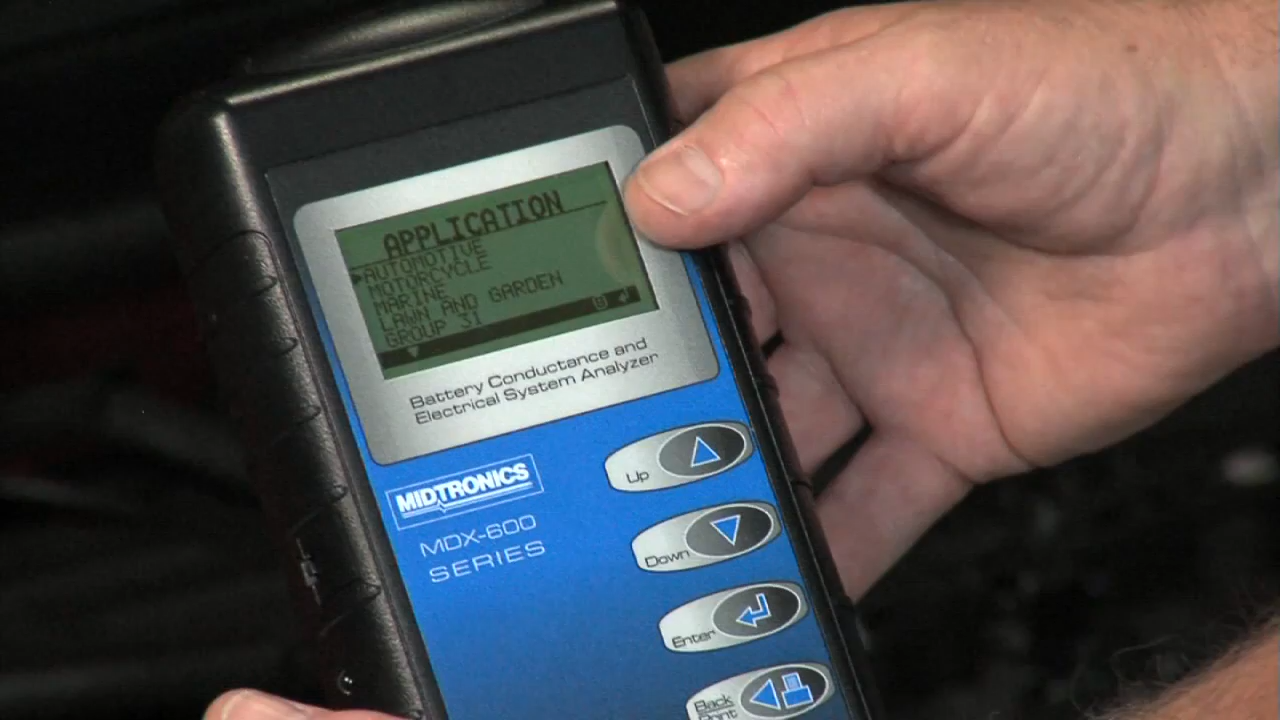 APPLICATION
AUTOMOTIVE
MOTORCYCLE
MARINE
LAWN AND GARDEN
GROUP 31
Battery Conductance and
Electrical System Analyzer
MIDTRONICS
MDX-600
SERIES
Up
Down
Enter
Back
Print